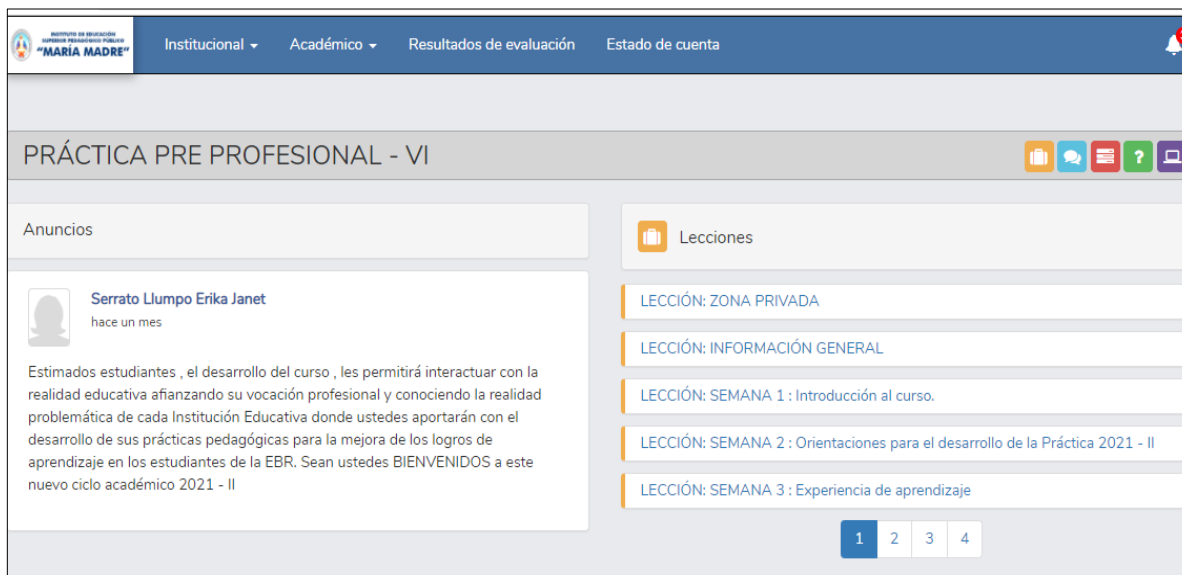 INSTITUTO DE EDUCACIÓN
SUPERIOR PEDAGÓGICO PÚBLICO
"MARÍA MADRE"
Institucional
Académico
Resultados de evaluación
Estado de cuenta
PRÁCTICA PRE PROFESIONAL - VI
?
Anuncios
Serrato Llumpo Erika Janet
hace un mes
Estimados estudiantes , el desarrollo del curso , les permitirá interactuar con la
realidad educativa afianzando su vocación profesional y conociendo la realidad
problemática de cada Institución Educativa donde ustedes aportarán con el
desarrollo de sus prácticas pedagógicas para la mejora de los logros de
aprendizaje en los estudiantes de la EBR. Sean ustedes BIENVENIDOS a este
nuevo ciclo académico 2021 - II
Lecciones
LECCIÓN: ZONA PRIVADA
LECCIÓN: INFORMACIÓN GENERAL
LECCIÓN: SEMANA 1 : Introducción al curso.
LECCIÓN: SEMANA 2 : Orientaciones para el desarrollo de la Práctica 2021 - II
LECCIÓN: SEMANA 3 : Experiencia de aprendizaje
1 2 3 4